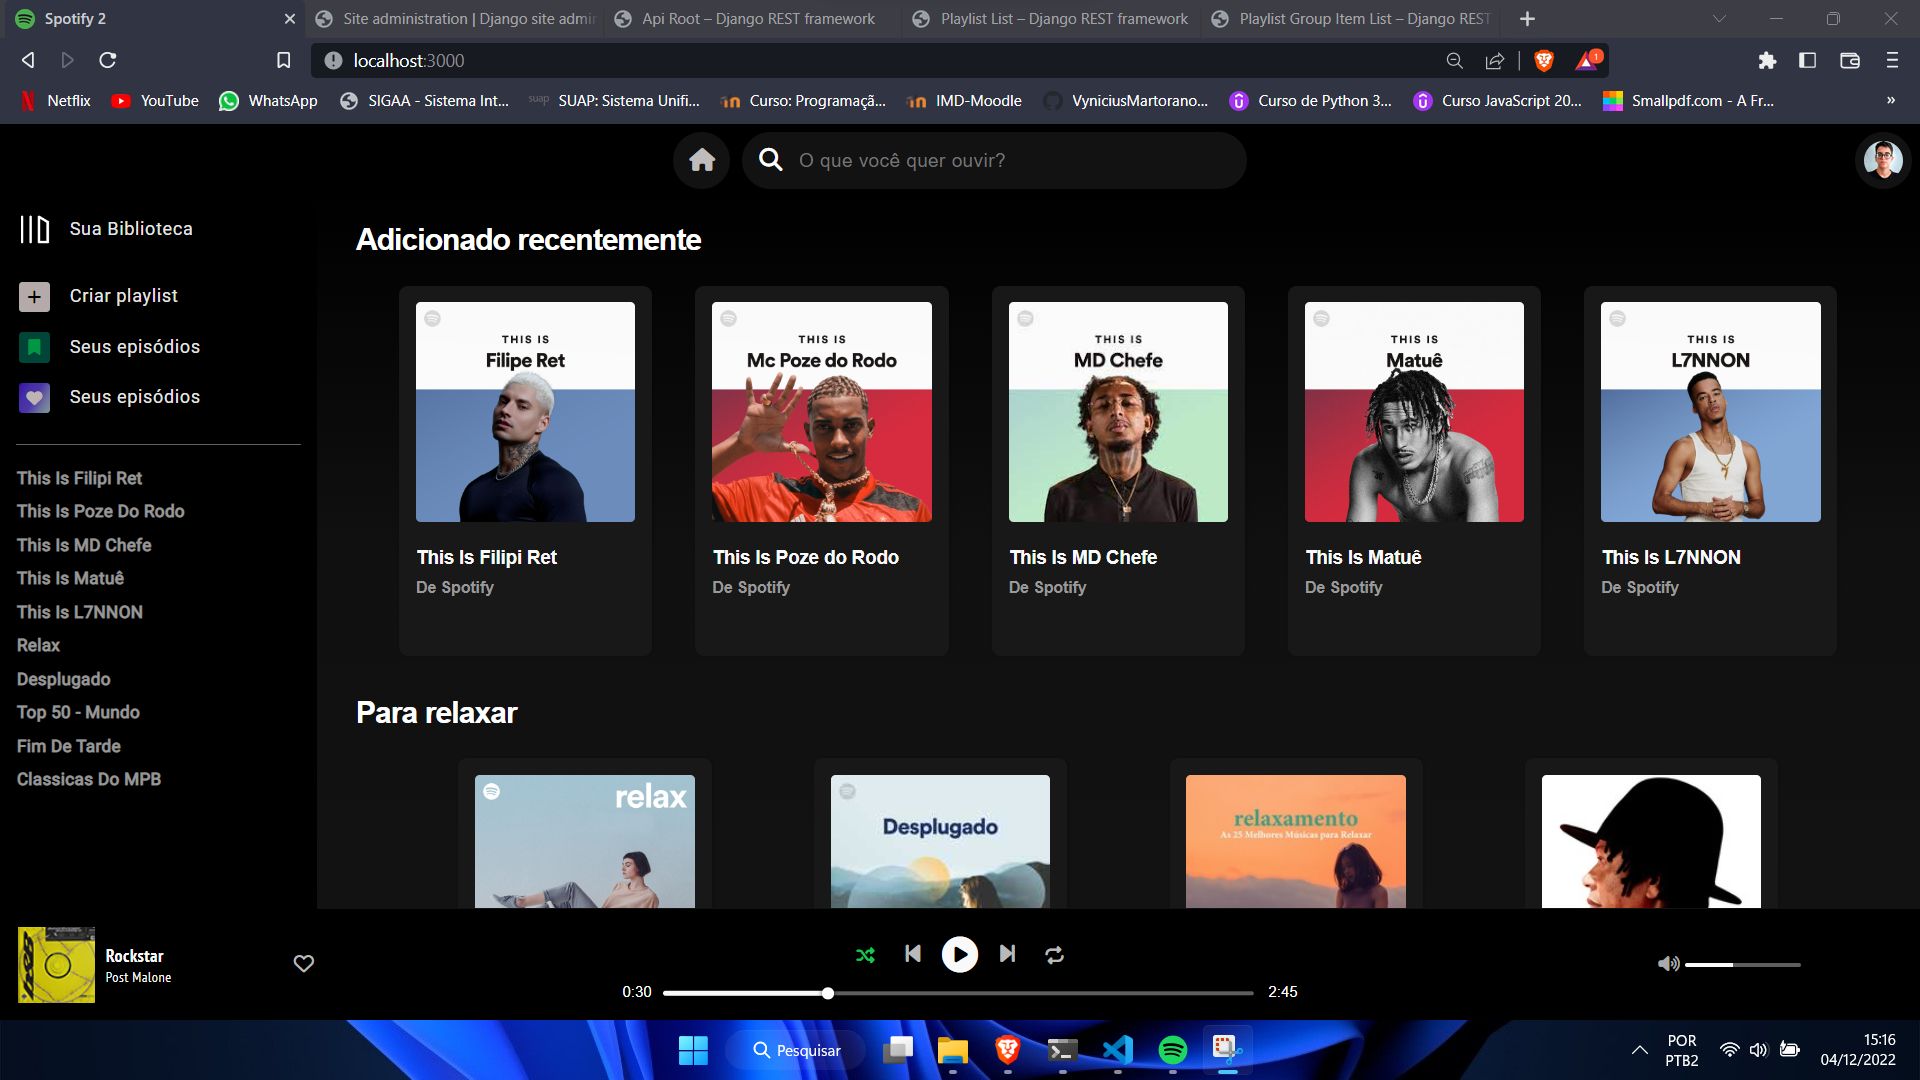 Spotify 2
Site administration | Django site admin
Api Root – Django REST framework
Playlist List – Django REST framework
Playlist Group Item List – Django REST
localhost:3000
1
Netflix
YouTube
WhatsApp
SIGAA - Sistema Int...
suap
SUAP: Sistema Unifi...
Curso: Programaçã...
IMD-Moodle
VyniciusMartorano...
Curso de Python 3...
Curso JavaScript 20...
Smallpdf.com - A Fr...
»
O que você quer ouvir?
Sua Biblioteca
Criar playlist
Seus episódios
Seus episódios
This Is Filipi Ret
This Is Poze Do Rodo
This Is MD Chefe
This Is Matuê
This Is L7NNON
Relax
Desplugado
Top 50 - Mundo
Fim De Tarde
Classicas Do MPB
Adicionado recentemente
THIS IS
Filipe Ret
This Is Filipi Ret
De Spotify
THIS IS
Mc Poze do Rodo
This Is Poze do Rodo
De Spotify
THIS IS
MD Chefe
This Is MD Chefe
De Spotify
THIS IS
Matuê
This Is Matuê
De Spotify
THIS IS
L7NNON
This Is L7NNON
De Spotify
Para relaxar
relax
Desplugado
relaxamento
As 25 Melhores Músicas para Relaxar
Rockstar
Post Malone
0:30
2:45
Pesquisar
POR
PTB2
15:16
04/12/2022